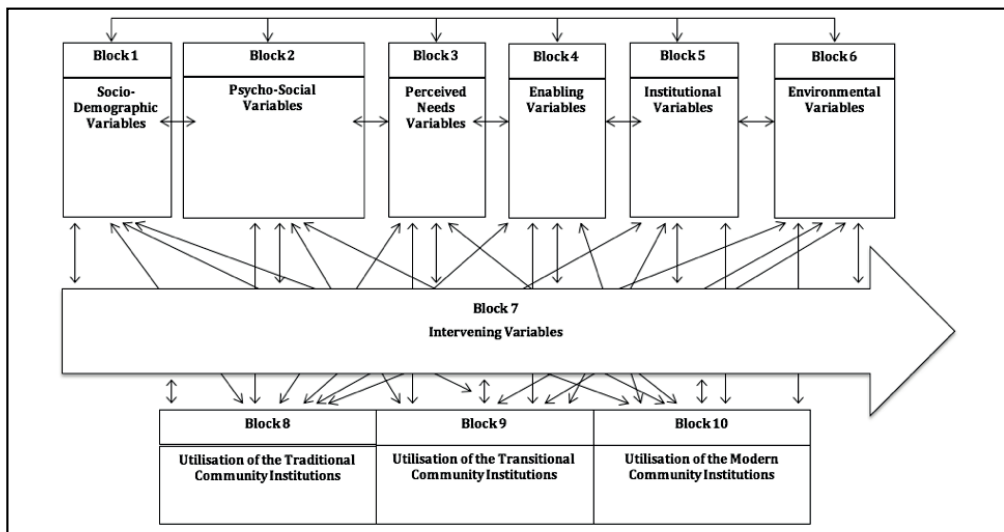 Block 1
Socio-
Demographic
Variables
Block 2
Psycho-Social
Variables
Block 3
Perceived
Needs
Variables
Block 4
Enabling
Variables
Block 5
Institutional
Variables
Block 6
Environmental
Variables
Block 7
Intervening Variables
Block 8
Utilisation of the Traditional
Community Institutions
Block 9
Utilisation of the Transitional
Community Institutions
Block 10
Utilisation of the Modern
Community Institutions